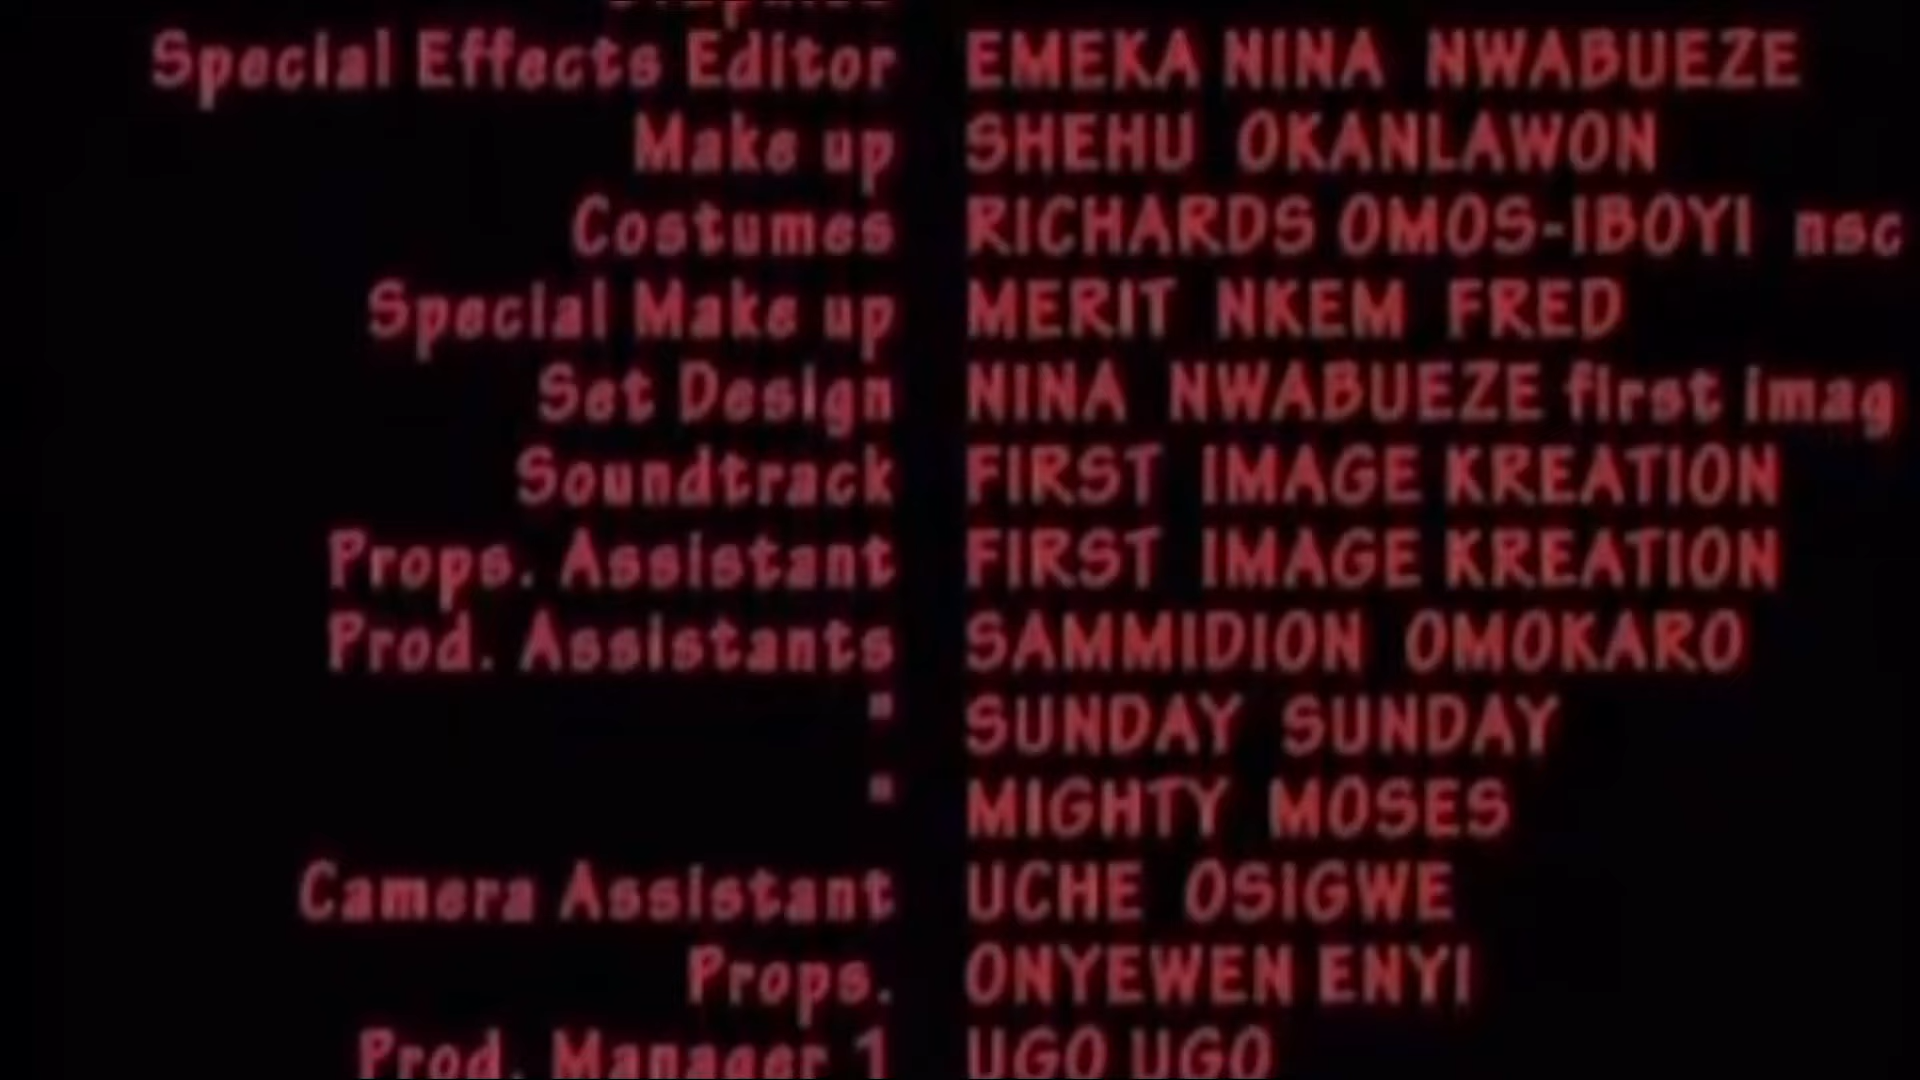 Graphics
Special Effects Editor EMEKA NINA NWABUEZE
Make up SHEHU OKANLAWON
Costumes RICHARDS OMOS-IBOYI nsc
Special Make up MERIT NKEM FRED
Set Design NINA NWABUEZE first imag
Soundtrack FIRST IMAGE KREATION
Props. Assistant FIRST IMAGE KREATION
Prod. Assistants SAMMIDION OMOKARO
" SUNDAY SUNDAY
" MIGHTY MOSES
Camera Assistant UCHE OSIGWE
Props. ONYEWEN ENYI
Prod. Manager 1 UGO UGO